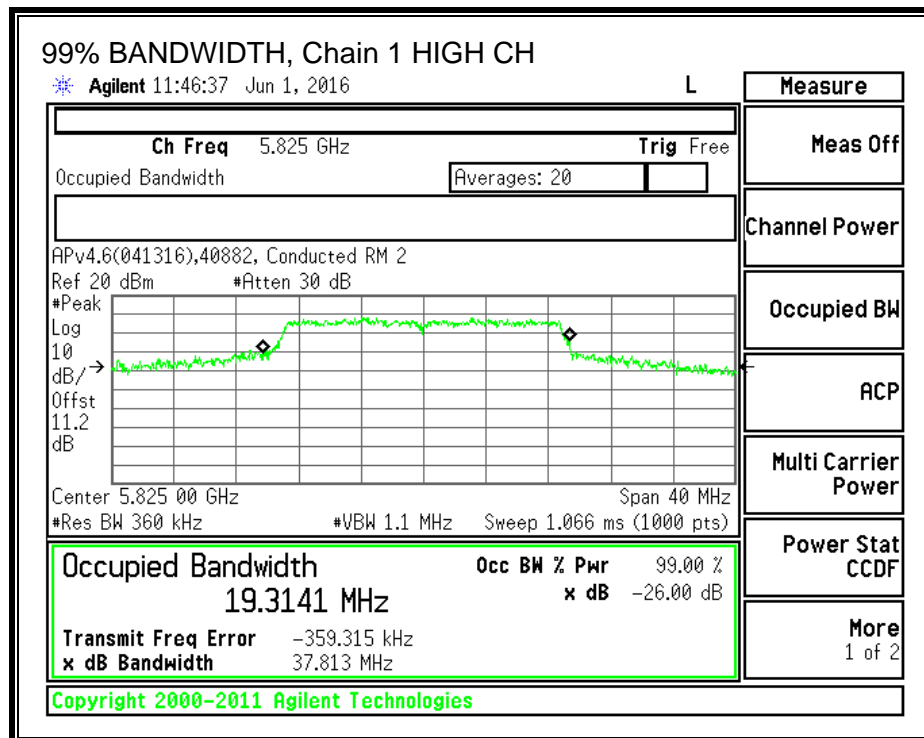 99% BANDWIDTH, Chain 1 HIGH CH
Agilent 11:46:37 Jun 1, 2016 L
Measure
Ch Freq 5.825 GHz Trig Free
Occupied Bandwidth Averages: 20
Meas Off
Channel Power
APv4.6(041316),40882, Conducted RM 2
Ref 20 dBm #Atten 30 dB
#Peak
Log
10
dB/
Offst
11.2
dB
Occupied BW
ACP
Center 5.825 00 GHz Span 40 MHz
#Res BW 360 kHz #VBW 1.1 MHz Sweep 1.066 ms (1000 pts)
Multi Carrier
Power
Occupied Bandwidth Occ BW % Pwr 99.00 %
19.3141 MHz x dB -26.00 dB
Transmit Freq Error -359.315 kHz
x dB Bandwidth 37.813 MHz
Power Stat
CCDF
More
1 of 2
Copyright 2000-2011 Agilent Technologies